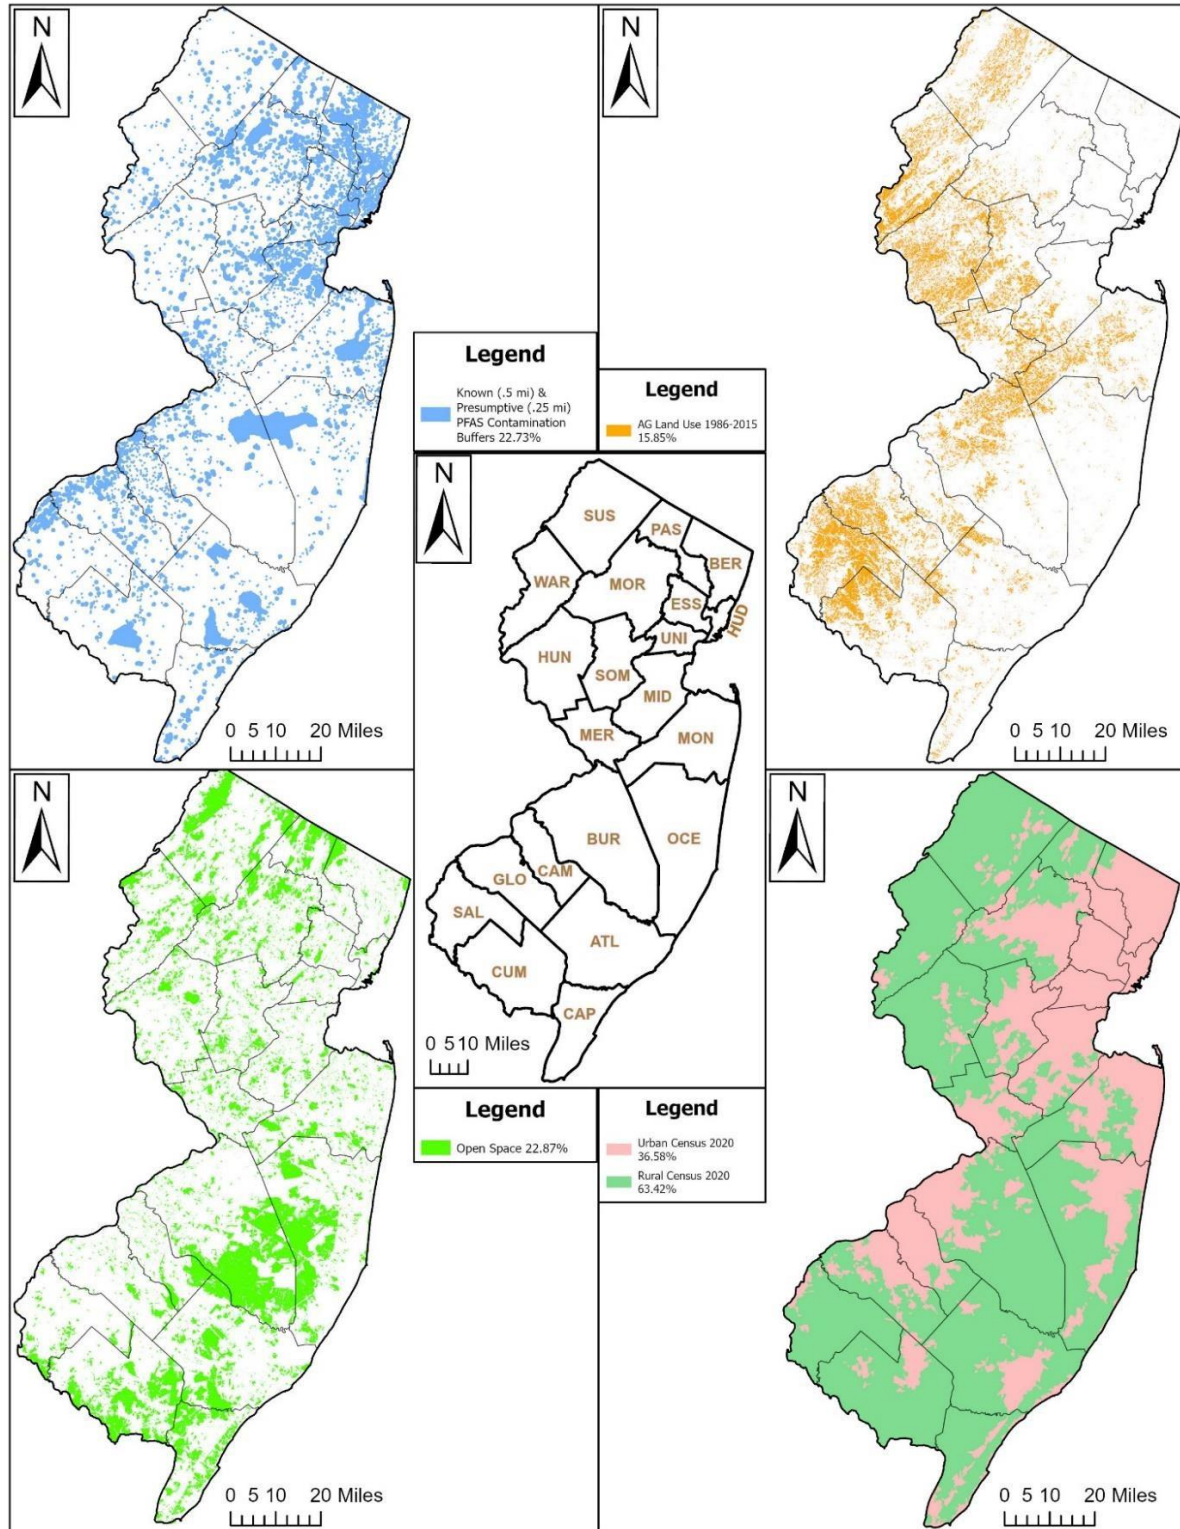 N
N
0 5 10 20 Miles
0 5 10 20 Miles
Legend
Known (.5 mi) &
Presumptive (.25 mi)
PFAS Contamination
Buffers 22.73%
Legend
AG Land Use 1986-2015
15.85%
N
SUS
PAS
BER
WAR
MOR
ESS
HUD
UNI
HUN
SOM
MID
MER
MON
BUR
OCE
CAM
GLO
SAL
ATL
CUM
CAP
0 5 10 Miles
N
N
Legend
Open Space 22.87%
Legend
Urban Census 2020
36.58%
Rural Census 2020
63.42%
0 5 10 20 Miles
0 5 10 20 Miles